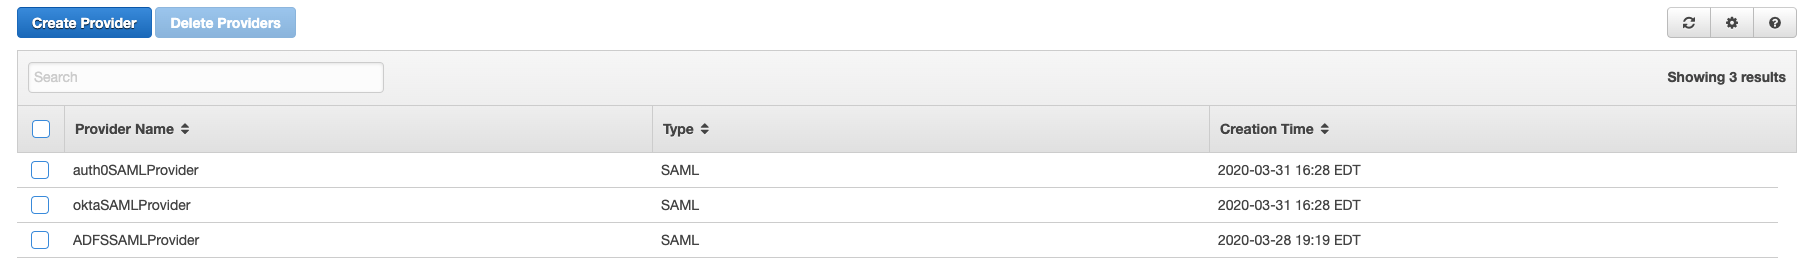 Create Provider Delete Providers
Search Showing 3 results
Provider Name Type Creation Time
auth0SAMLProvider SAML 2020-03-31 16:28 EDT
oktaSAMLProvider SAML 2020-03-31 16:28 EDT
ADFSSAMLProvider SAML 2020-03-28 19:19 EDT